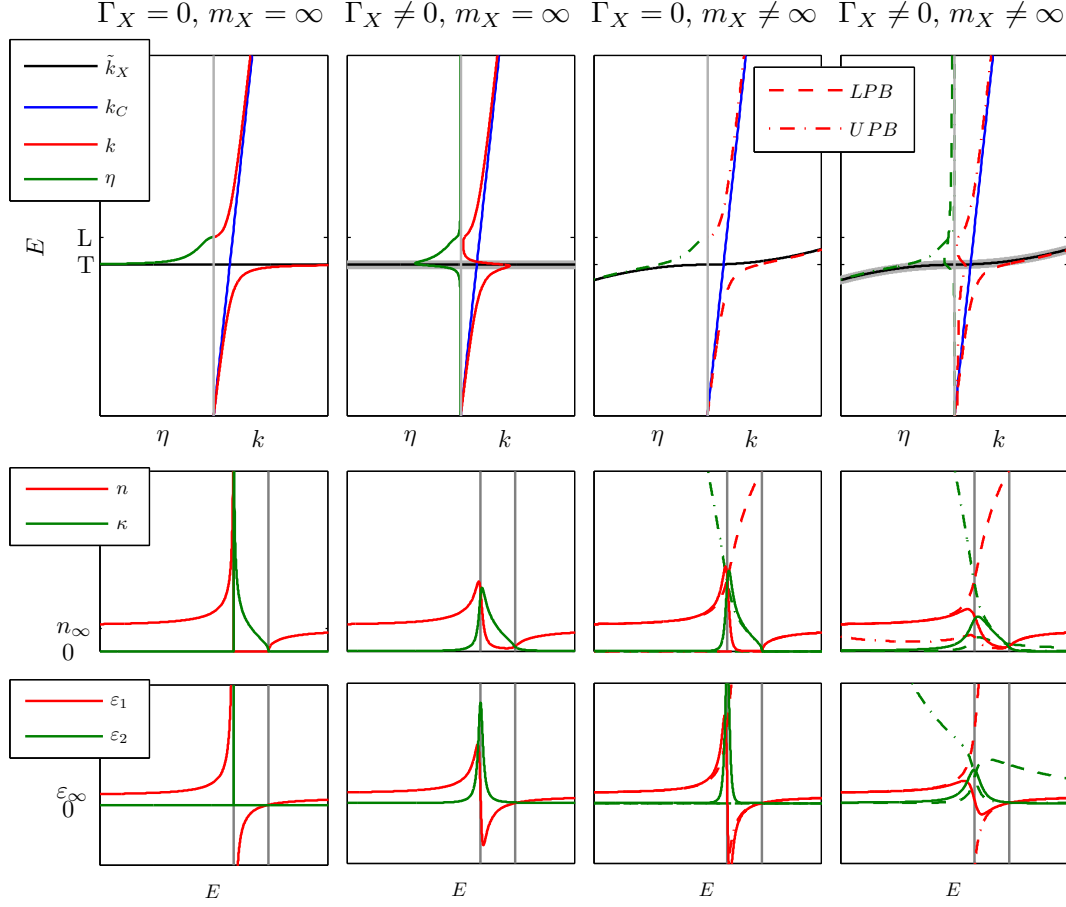 Γ_X = 0, m_X = ∞
Γ_X ≠ 0, m_X = ∞
Γ_X = 0, m_X ≠ ∞
Γ_X ≠ 0, m_X ≠ ∞
k̃_X
k_C
k
η
LPB
UPB
E
L
T
η k
η k
η k
η k
n
κ
n_∞
0
ε_1
ε_2
ε_∞
0
E
E
E
E